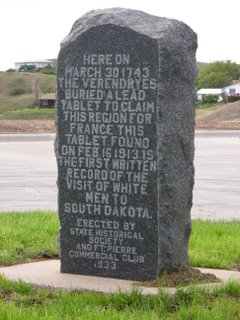 HERE ON
MARCH 30 1743
THE VERENDRYES
BURIED A LEAD
TABLET TO CLAIM
THIS REGION FOR
FRANCE THIS
TABLET FOUND
ON FEB 16 1913 IS
THE FIRST WRITTEN
RECORD OF THE
VISIT OF WHITE
MEN TO
SOUTH DAKOTA.
ERECTED BY
STATE HISTORICAL
SOCIETY
AND FT. PIERRE
COMMERCIAL CLUB
1933